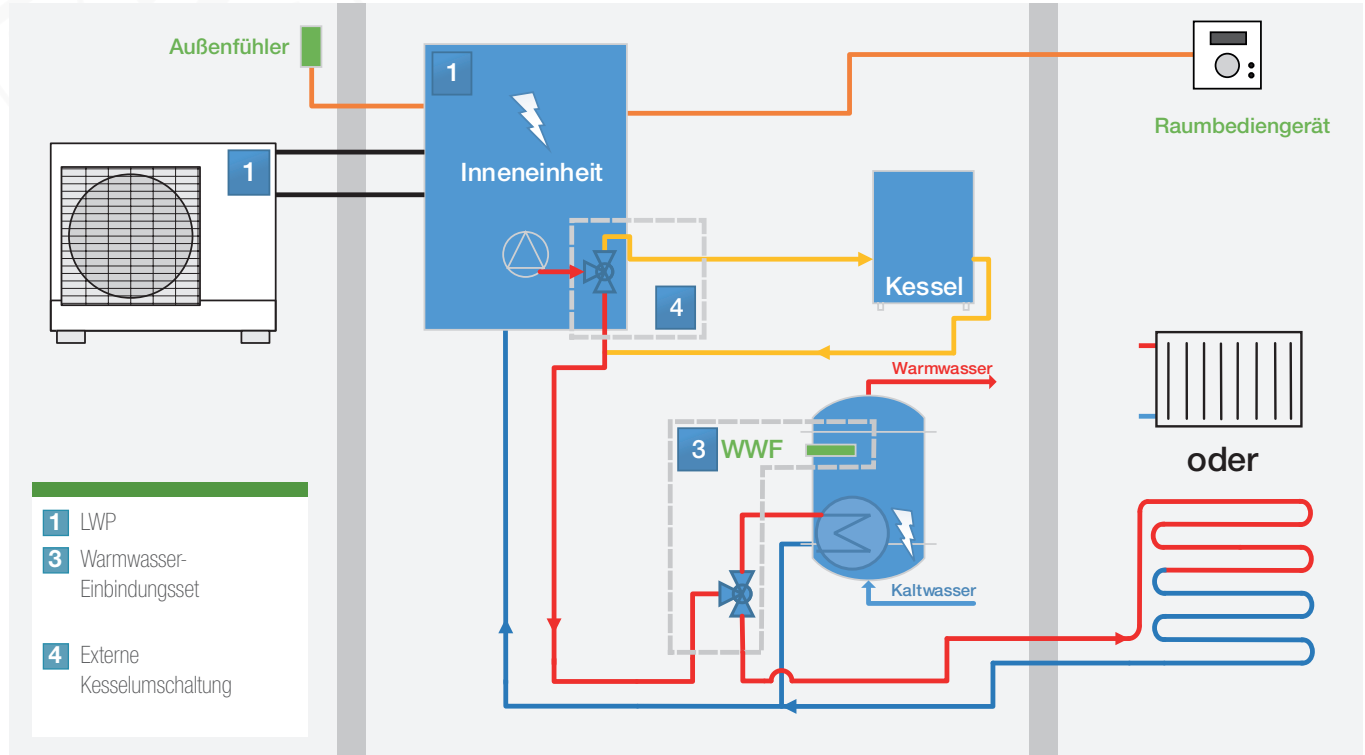 Außenfühler
1
Inneneinheit
1
Raumbediengerät
Kessel
4
Warmwasser
3 WWF
oder
Kaltwasser
1 LWP
3 Warmwasser-
Einbindungsset
4 Externe
Kesselumschaltung